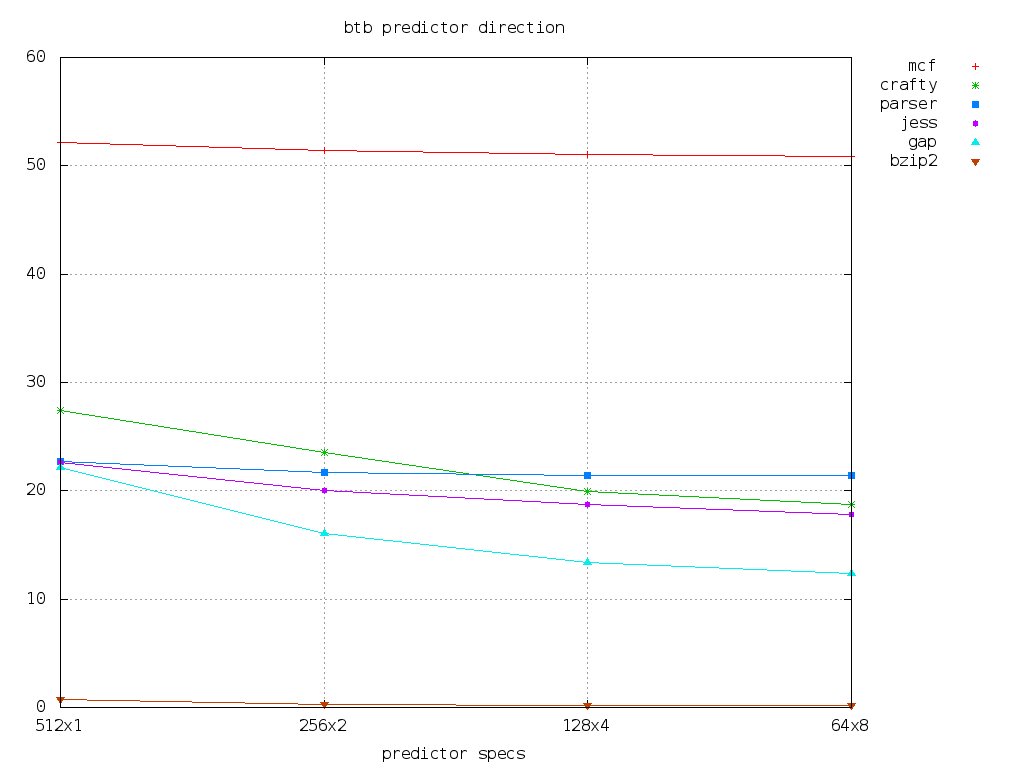 btb predictor direction
60
50
40
30
20
10
0
512x1 256x2 128x4 64x8
predictor specs
mcf
crafty
parser
jess
gap
bzip2